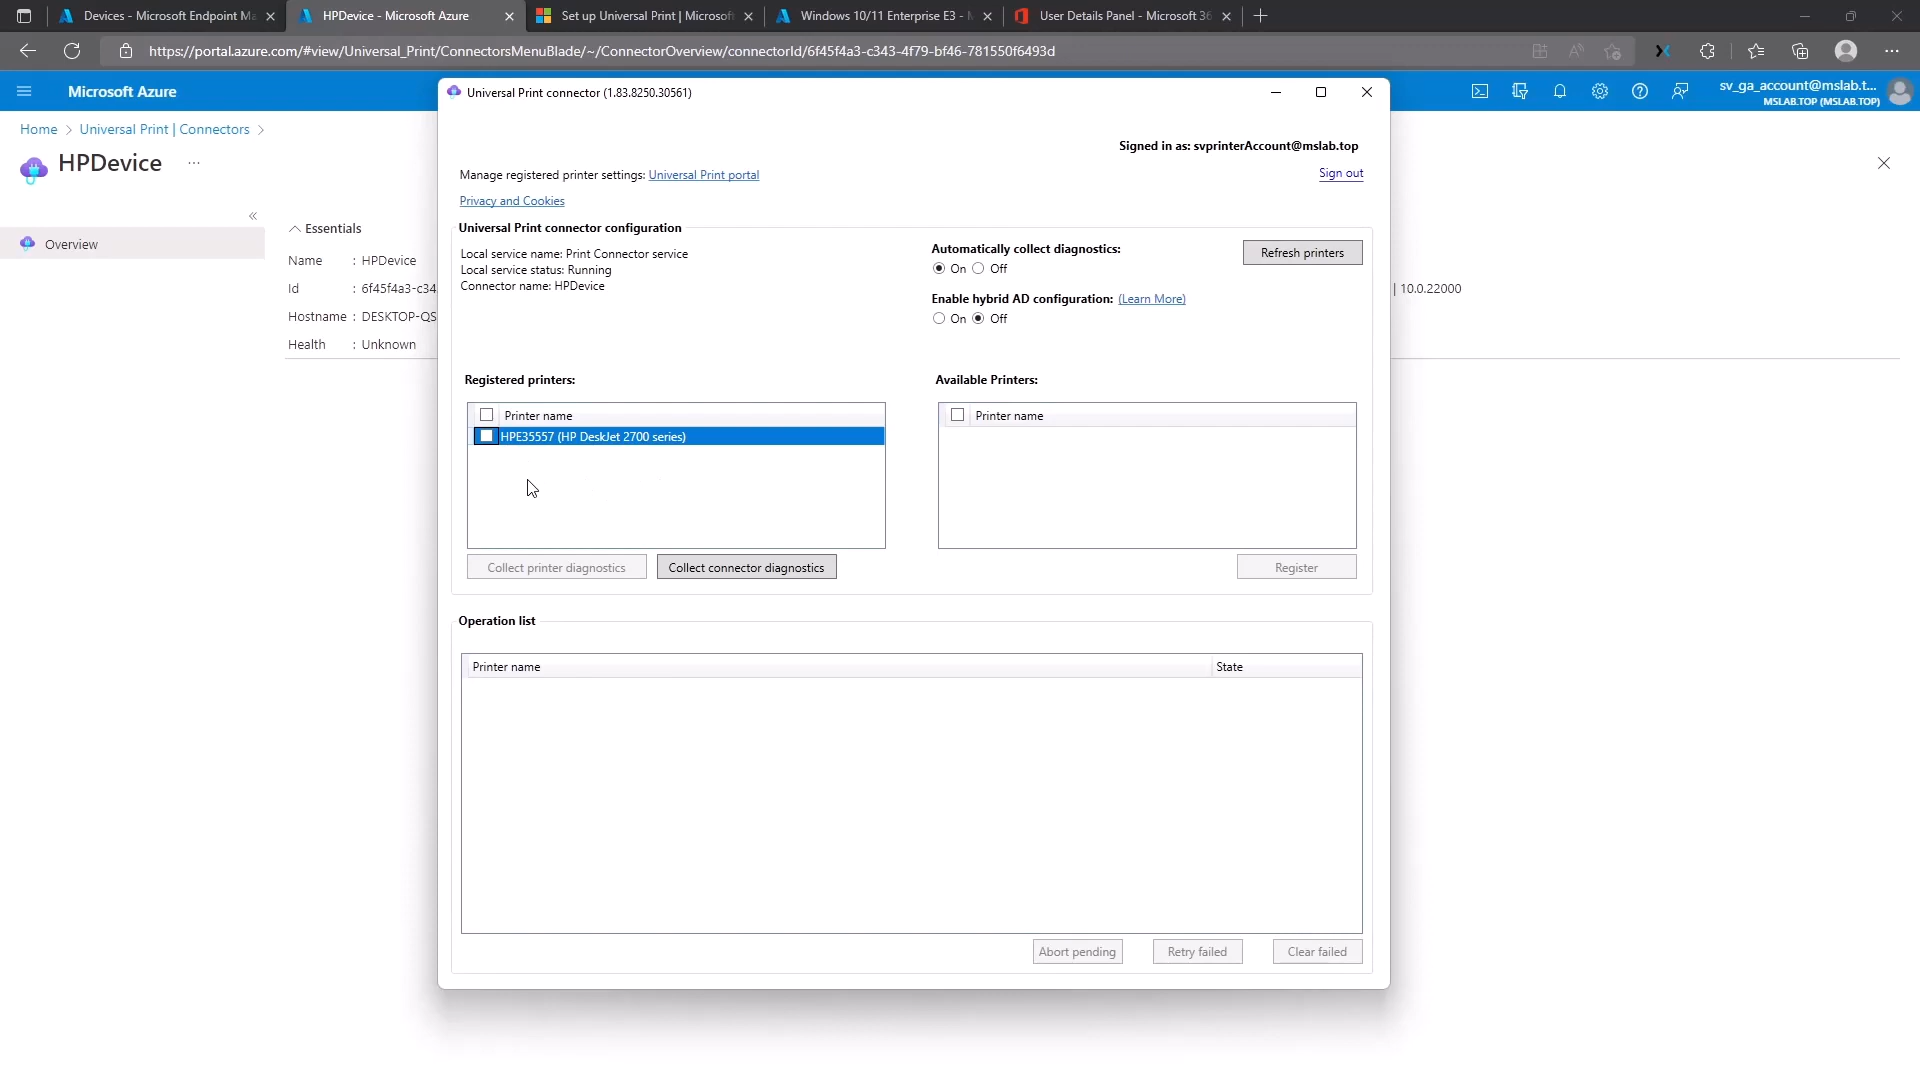 Devices - Microsoft Endpoint Ma
HPDevice - Microsoft Azure
Set up Universal Print | Microsof
Windows 10/11 Enterprise E3 - M
User Details Panel - Microsoft 36
https://portal.azure.com/#view/Universal_Print/ConnectorsMenuBlade/~/ConnectorOverview/connectorId/6f45f4a3-c343-4f79-bf46-781550f6493d
Microsoft Azure
sv_ga_account@mslab.t...
MSLAB.TOP (MSLAB.TOP)
Home > Universal Print | Connectors >
HPDevice ...
Overview
Essentials
Name : HPDevice
Id : 6f45f4a3-c34
Hostname : DESKTOP-QS
Health : Unknown
| 10.0.22000
Universal Print connector (1.83.8250.30561)
Signed in as: svprinterAccount@mslab.top
Manage registered printer settings: Universal Print portal
Sign out
Privacy and Cookies
Universal Print connector configuration
Local service name: Print Connector service
Local service status: Running
Connector name: HPDevice
Automatically collect diagnostics:
On Off
Enable hybrid AD configuration: (Learn More)
On Off
Refresh printers
Registered printers:
Printer name
HPE35557 (HP DeskJet 2700 series)
Collect printer diagnostics
Collect connector diagnostics
Available Printers:
Printer name
Register
Operation list
Printer name
State
Abort pending
Retry failed
Clear failed